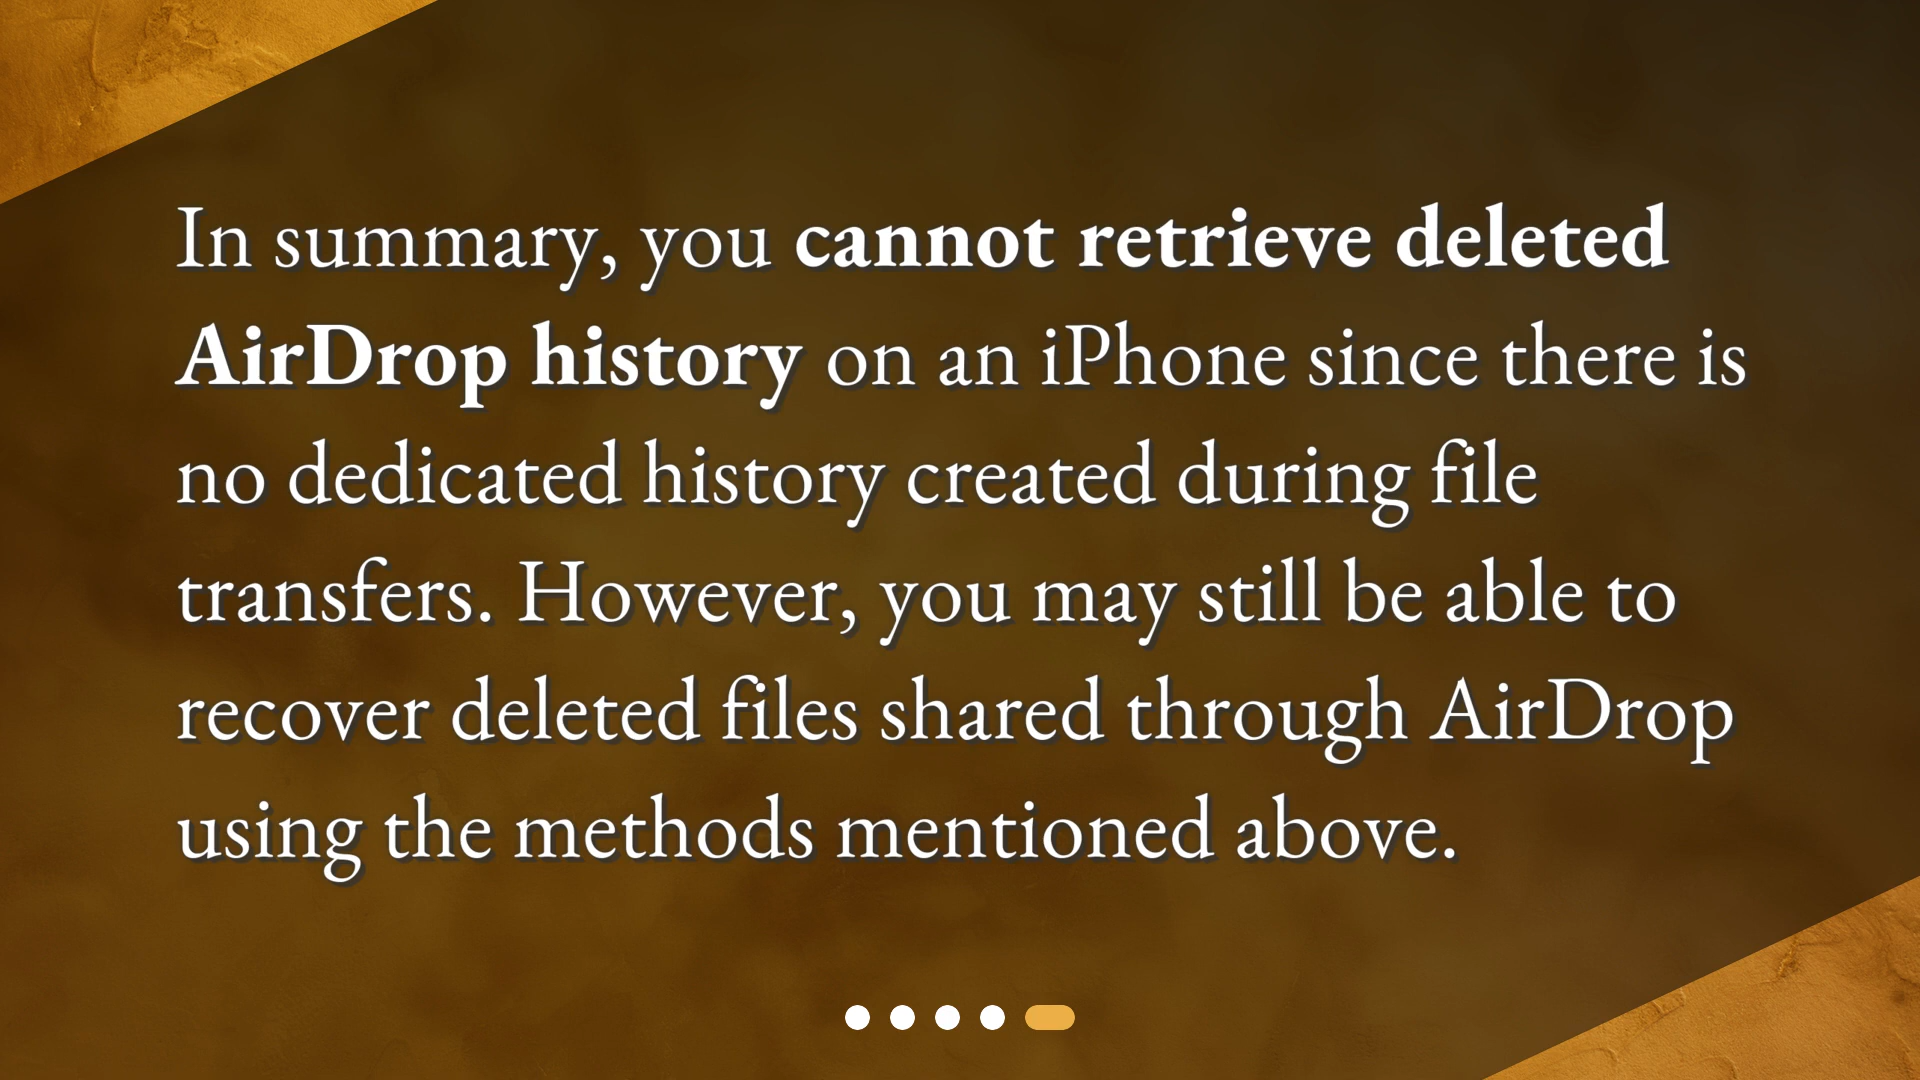 In summary, you cannot retrieve deleted
AirDrop history on an iPhone since there is
no dedicated history created during file
transfers. However, you may still be able to
recover deleted files shared through AirDrop
using the methods mentioned above.